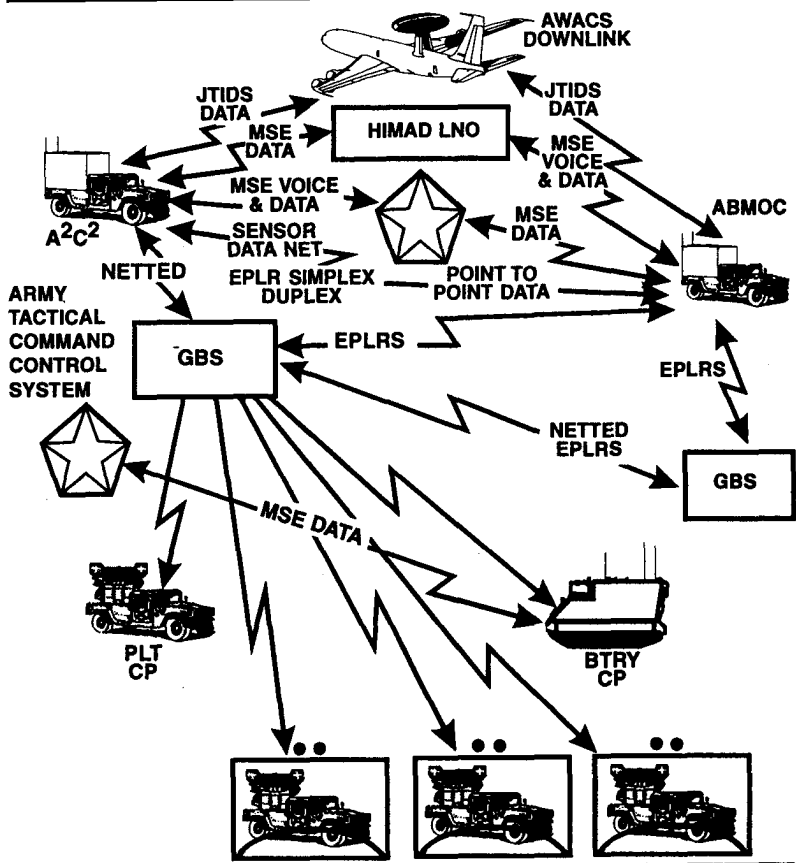 AWACS
DOWNLINK
JTIDS
DATA
JTIDS
DATA
HIMAD LNO
MSE
DATA
MSE
VOICE
& DATA
MSE VOICE
& DATA
A²C²
SENSOR
DATA NET
MSE
DATA
ABMOC
NETTED
EPLR SIMPLEX
DUPLEX
POINT TO
POINT DATA
ARMY
TACTICAL
COMMAND
CONTROL
SYSTEM
GBS
EPLRS
EPLRS
NETTED
EPLRS
GBS
MSE DATA
PLT
CP
BTRY
CP